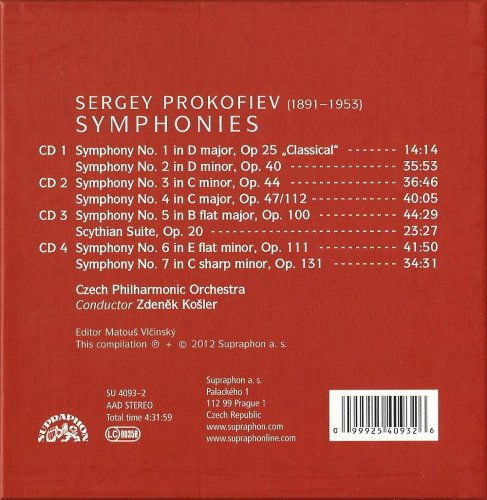 SERGEY PROKOFIEV (1891–1953)
SYMPHONIES
CD 1 Symphony No. 1 in D major, Op 25 „Classical“ 14:14
Symphony No. 2 in D minor, Op. 40 35:53
CD 2 Symphony No. 3 in C minor, Op. 44 36:46
Symphony No. 4 in C major, Op. 47/112 40:05
CD 3 Symphony No. 5 in B flat major, Op. 100 44:29
Scythian Suite, Op. 20 23:27
CD 4 Symphony No. 6 in E flat minor, Op. 111 41:50
Symphony No. 7 in C sharp minor, Op. 131 34:31
Czech Philharmonic Orchestra
Conductor Zdeněk Košler
Editor Matouš Vlčinský
This compilation ℗ + © 2012 Supraphon a. s.
SU 4093–2
AAD STEREO
Total time 4:31:59
SUPRAPHON
LC 00358
Supraphon a. s.
Palackého 1
112 99 Prague 1
Czech Republic
www.supraphon.com
www.supraphonline.com
0 99925 40932 6